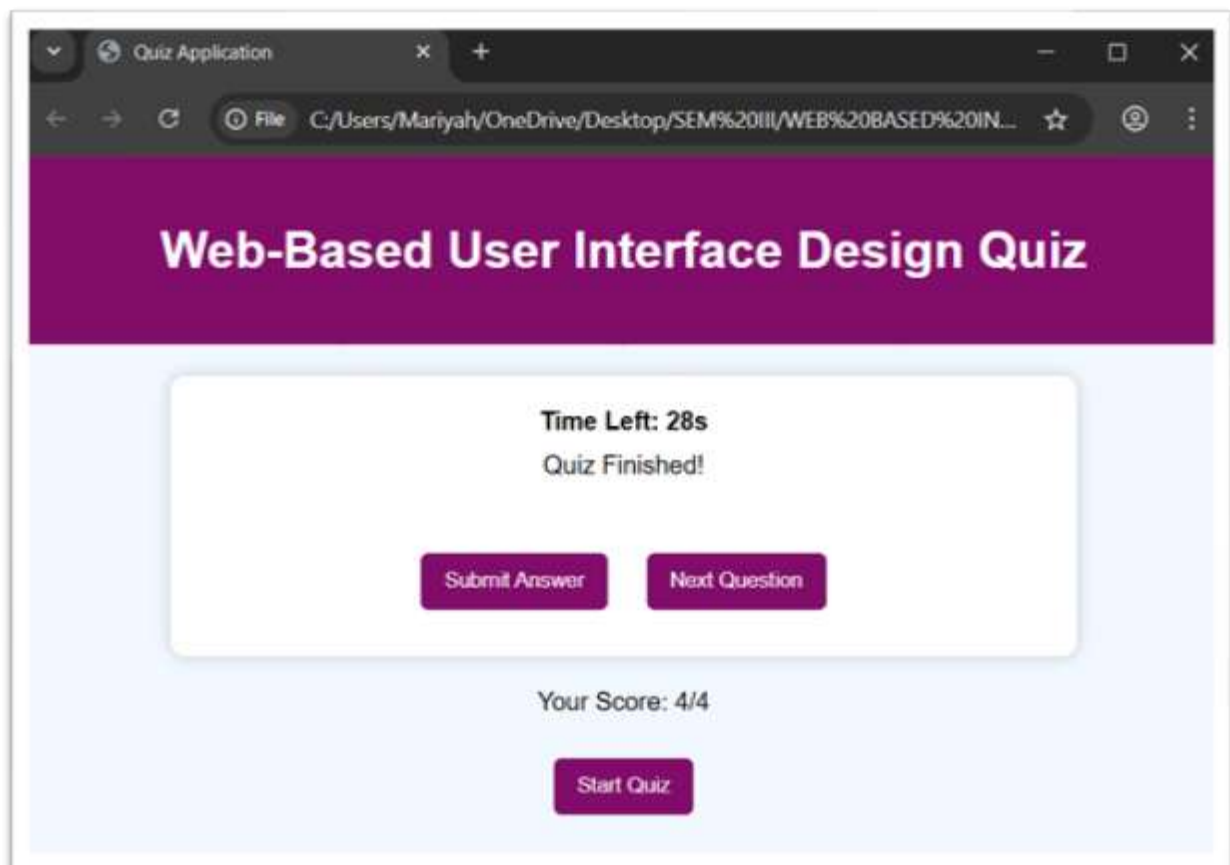 Quiz Application
File C:/Users/Mariyah/OneDrive/Desktop/SEM%20III/WEB%20BASED%20IN...
Web-Based User Interface Design Quiz
Time Left: 28s
Quiz Finished!
Submit Answer Next Question
Your Score: 4/4
Start Quiz